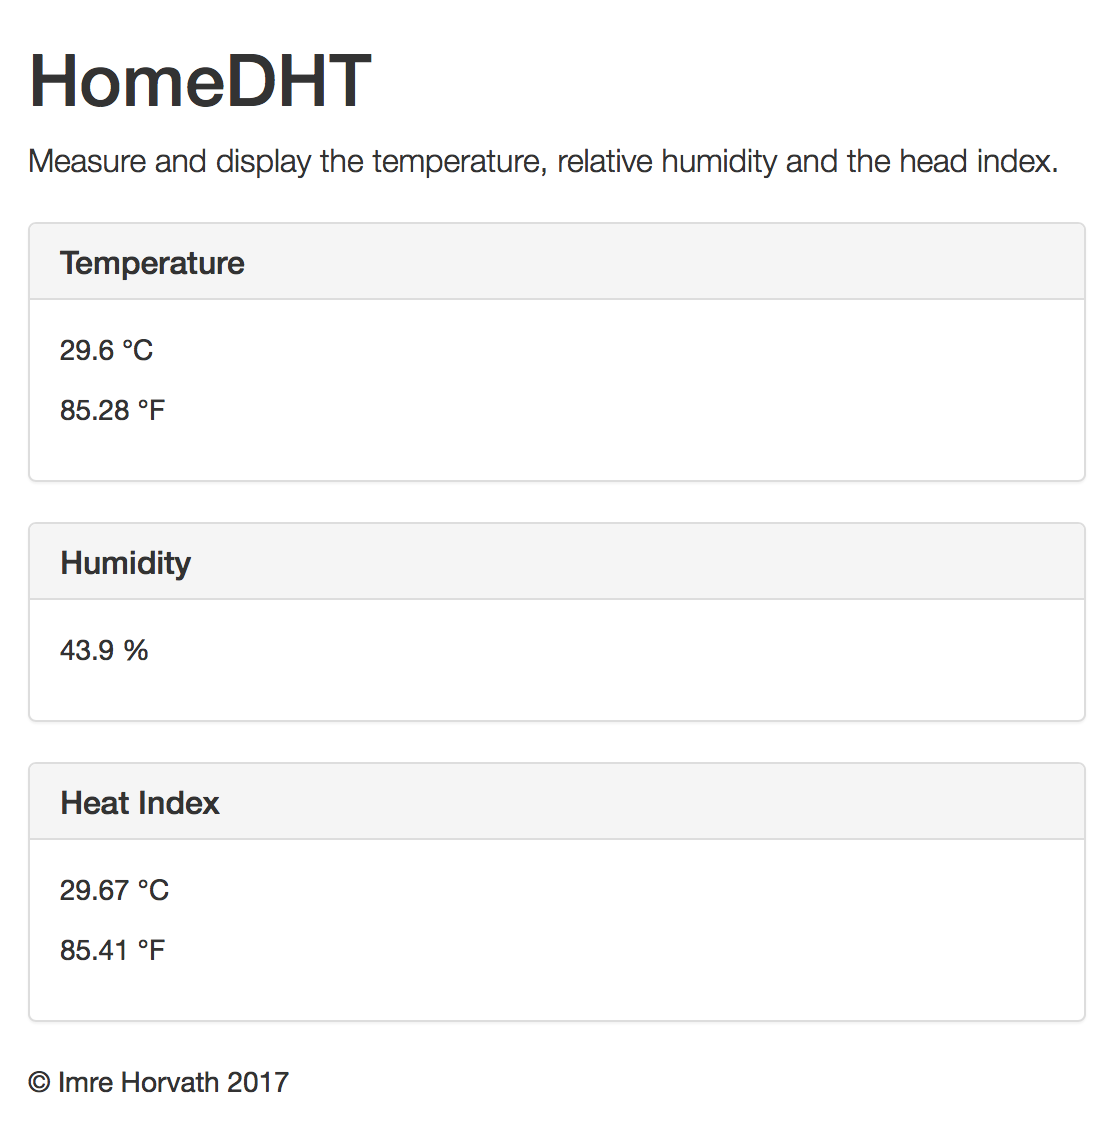 HomeDHT
Measure and display the temperature, relative humidity and the head index.
Temperature
29.6 °C
85.28 °F
Humidity
43.9 %
Heat Index
29.67 °C
85.41 °F
© Imre Horvath 2017